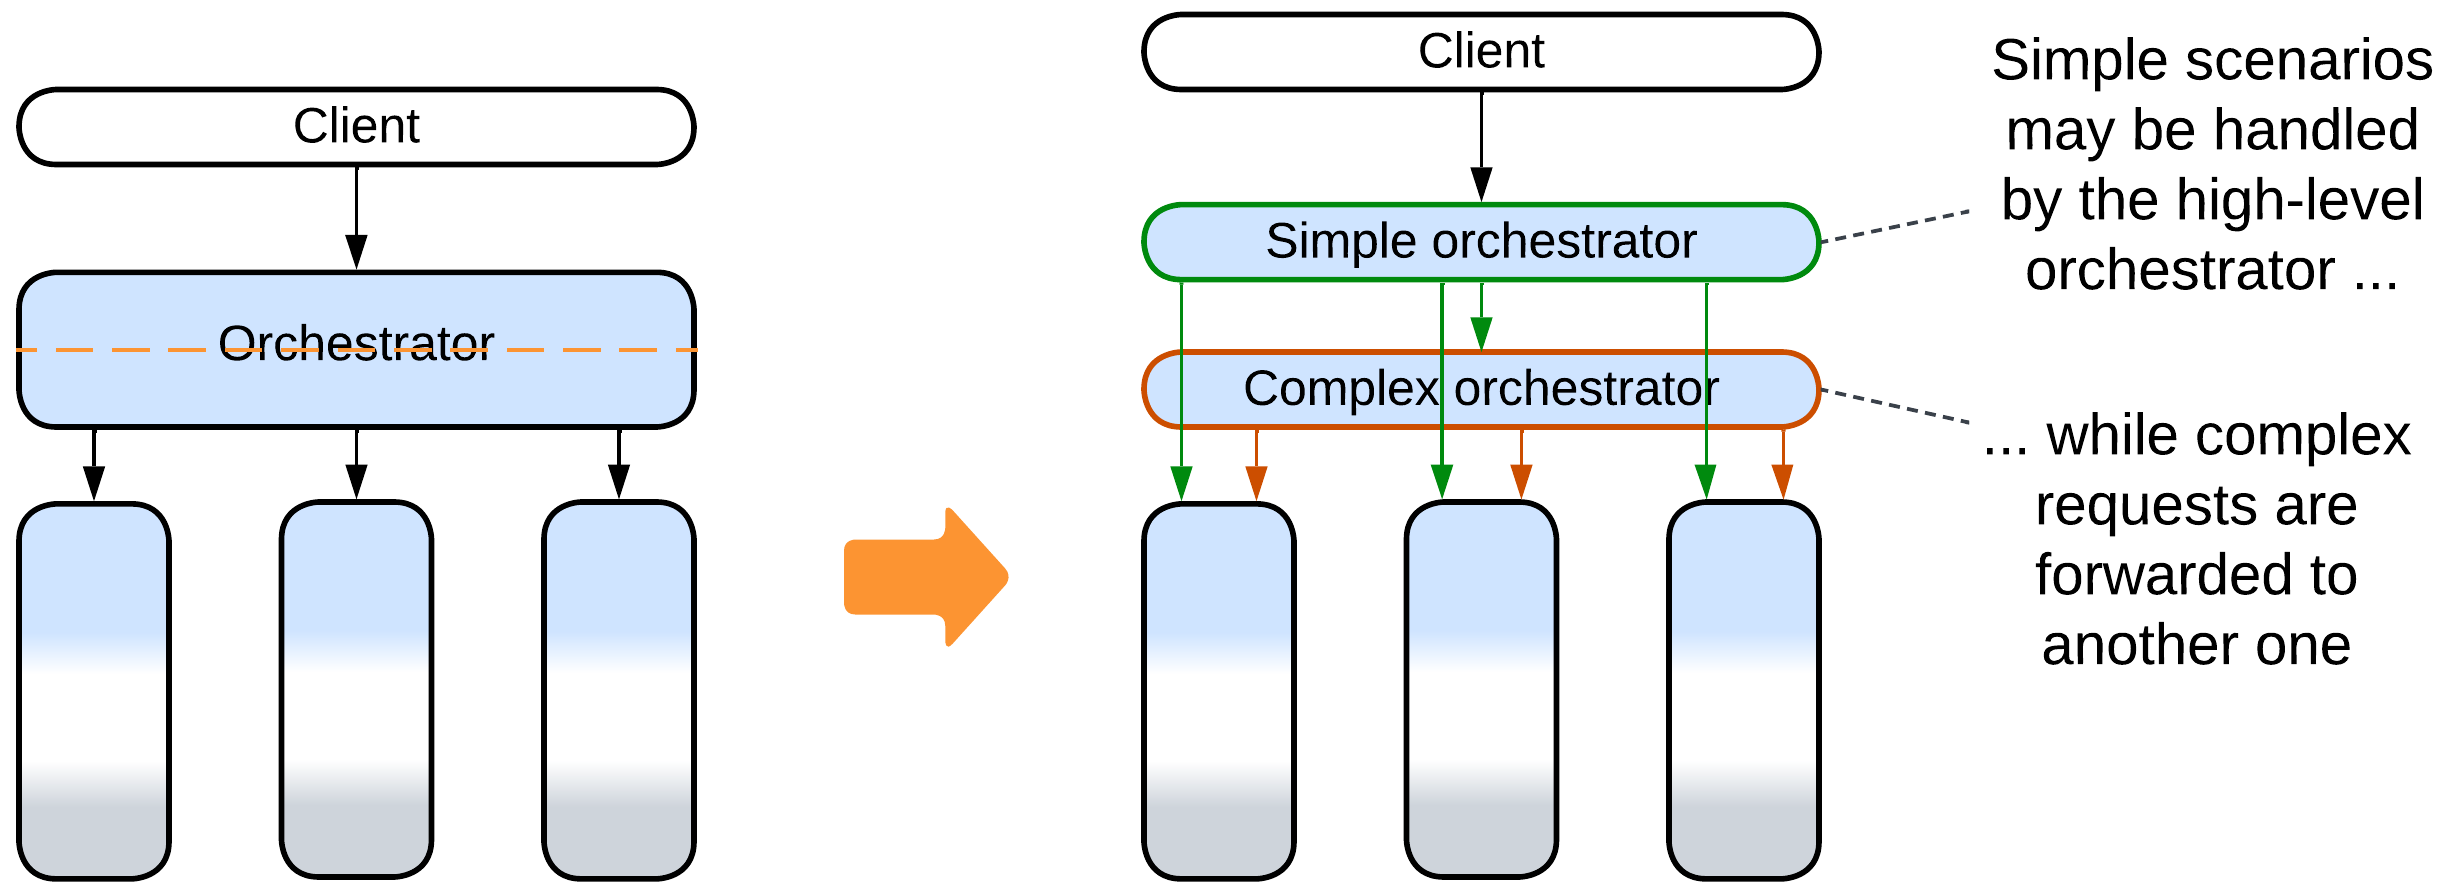 Client
Orchestrator
Client
Simple orchestrator
Complex orchestrator
Simple scenarios
may be handled
by the high-level
orchestrator ...
... while complex
requests are
forwarded to
another one